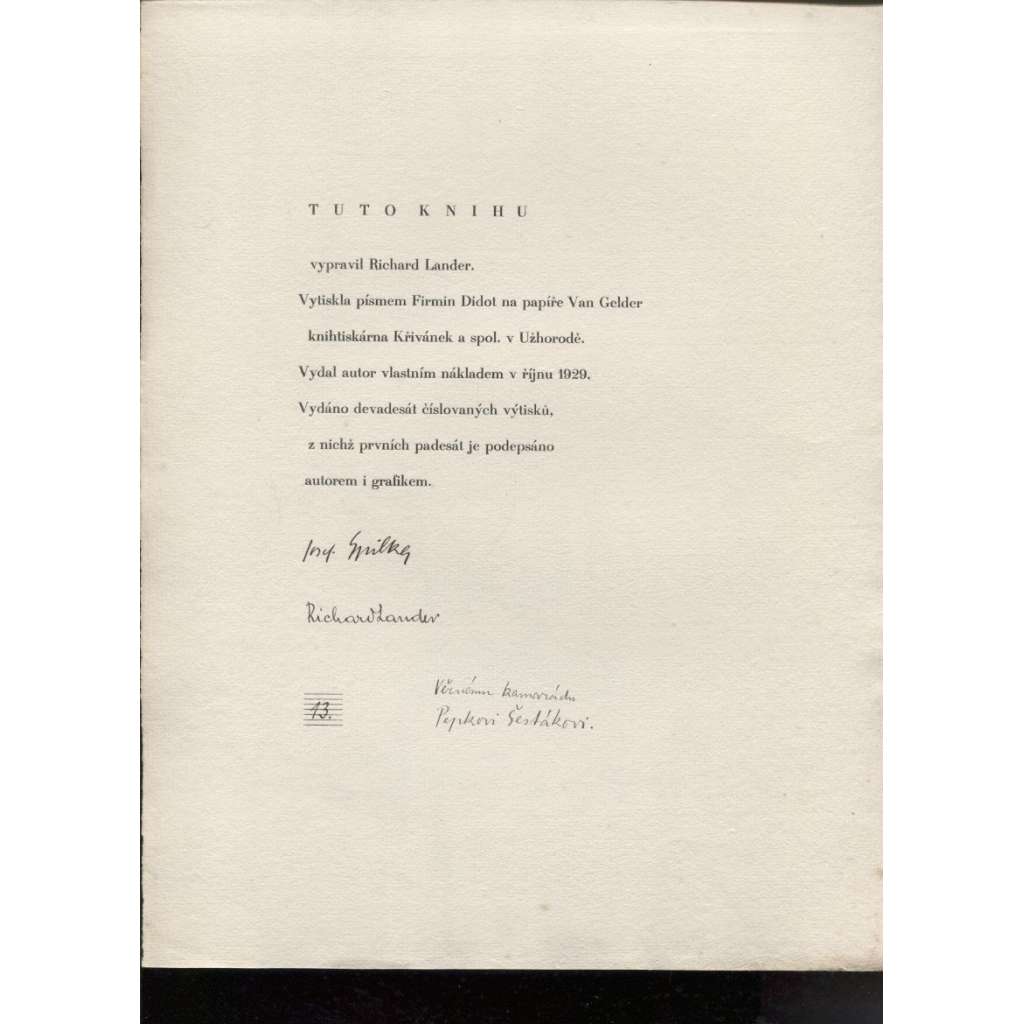 TUTO KNIHU
vypravil Richard Lander.
Vytiskla písmem Firmin Didot na papíře Van Gelder
knihtiskárna Křivánek a spol. v Užhorodě.
Vydal autor vlastním nákladem v říjnu 1929.
Vydáno devadesát číslovaných výtisků,
z nichž prvních padesát je podepsáno
autorem i grafikem.
Josef Spilka
Richard Lander
13.
Věrnému kamarádu
Pepkovi Šestákovi.